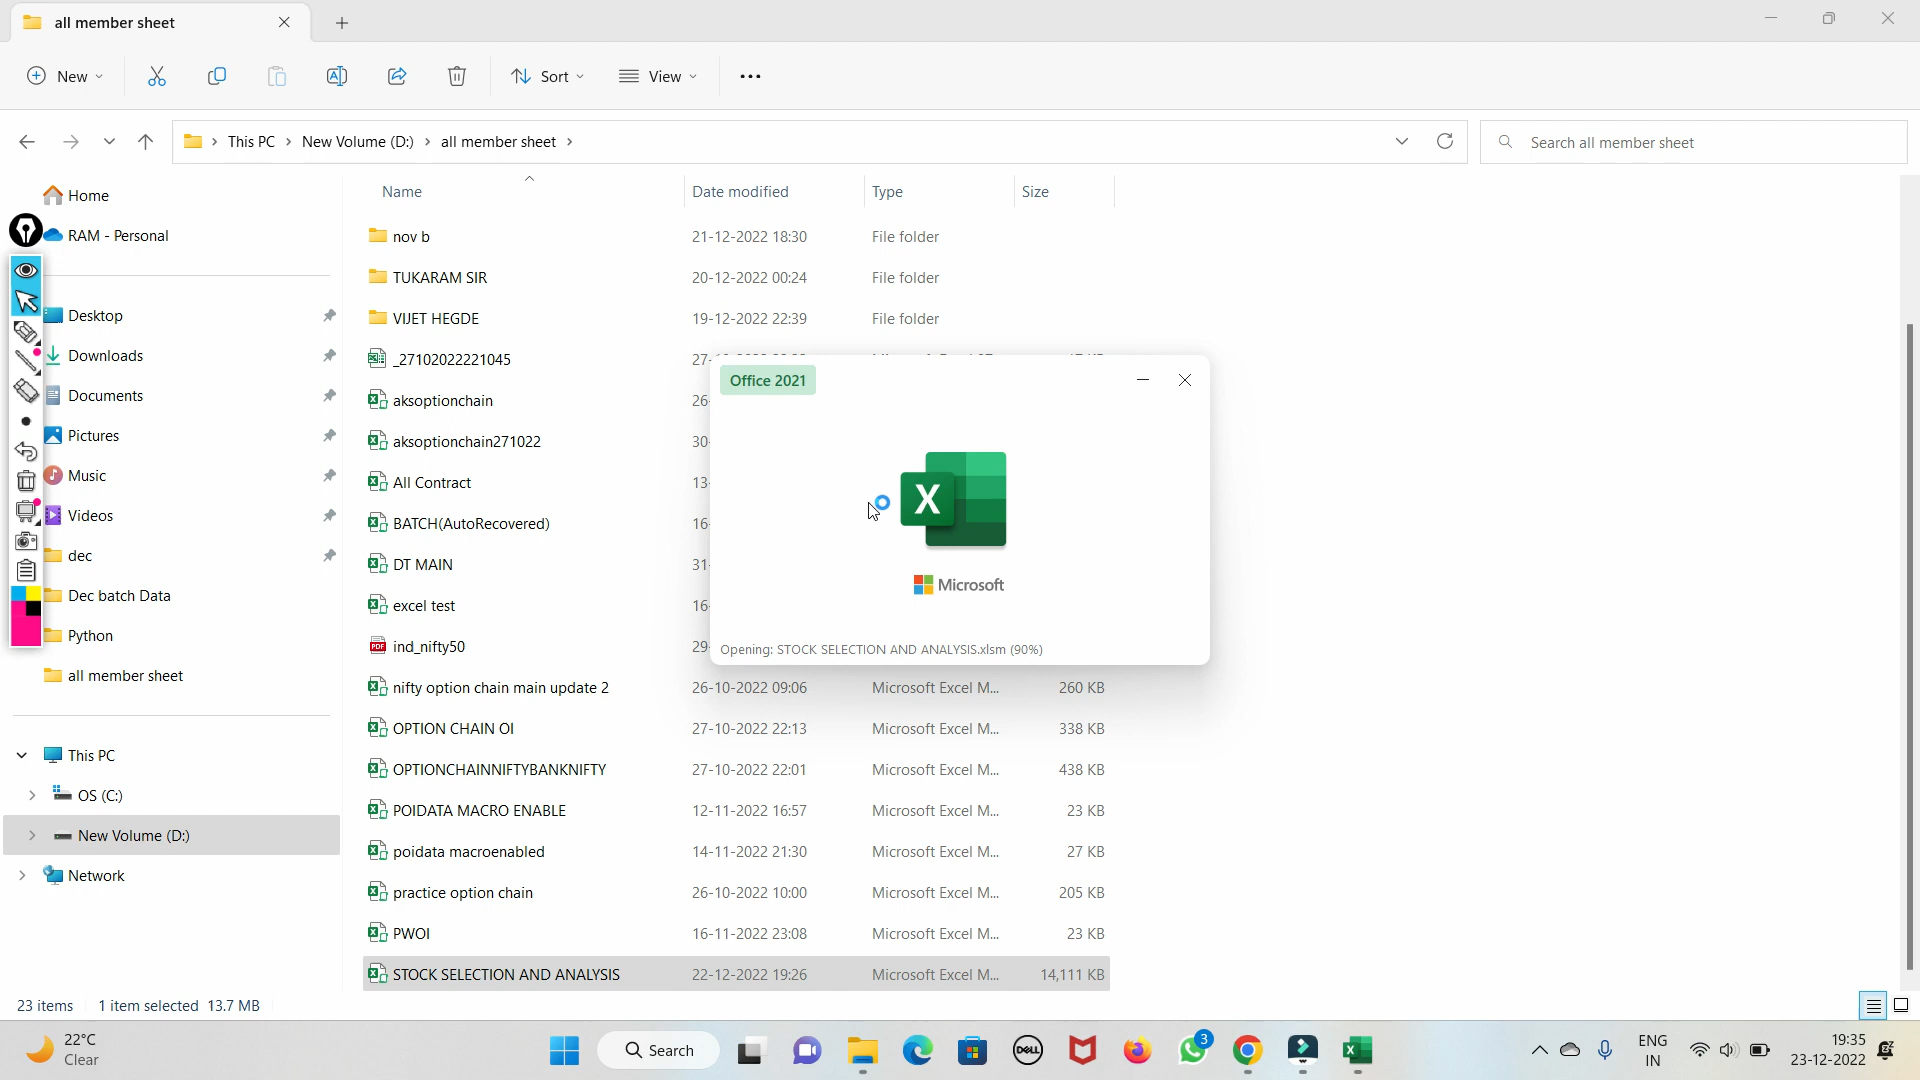 all member sheet
New
Sort
View
This PC
New Volume (D:)
all member sheet
Search all member sheet
Home
RAM - Personal
Desktop
Downloads
Documents
Pictures
Music
Videos
dec
Dec batch Data
Python
all member sheet
This PC
OS (C:)
New Volume (D:)
Network
Name Date modified Type Size
nov b 21-12-2022 18:30 File folder
TUKARAM SIR 20-12-2022 00:24 File folder
VIJET HEGDE 19-12-2022 22:39 File folder
_27102022221045 27-
aksoptionchain 26-
aksoptionchain271022 30-
All Contract 13-
BATCH(AutoRecovered) 16-
DT MAIN 31-
excel test 16-
ind_nifty50 29-
nifty option chain main update 2 26-10-2022 09:06 Microsoft Excel M... 260 KB
OPTION CHAIN OI 27-10-2022 22:13 Microsoft Excel M... 338 KB
OPTIONCHAINNIFTYBANKNIFTY 27-10-2022 22:01 Microsoft Excel M... 438 KB
POIDATA MACRO ENABLE 12-11-2022 16:57 Microsoft Excel M... 23 KB
poidata macroenabled 14-11-2022 21:30 Microsoft Excel M... 27 KB
practice option chain 26-10-2022 10:00 Microsoft Excel M... 205 KB
PWOI 16-11-2022 23:08 Microsoft Excel M... 23 KB
STOCK SELECTION AND ANALYSIS 22-12-2022 19:26 Microsoft Excel M... 14,111 KB
Office 2021
X
Microsoft
Opening: STOCK SELECTION AND ANALYSIS.xlsm (90%)
23 items 1 item selected 13.7 MB
22°C
Clear
Search
DELL
3
ENG
IN
19:35
23-12-2022